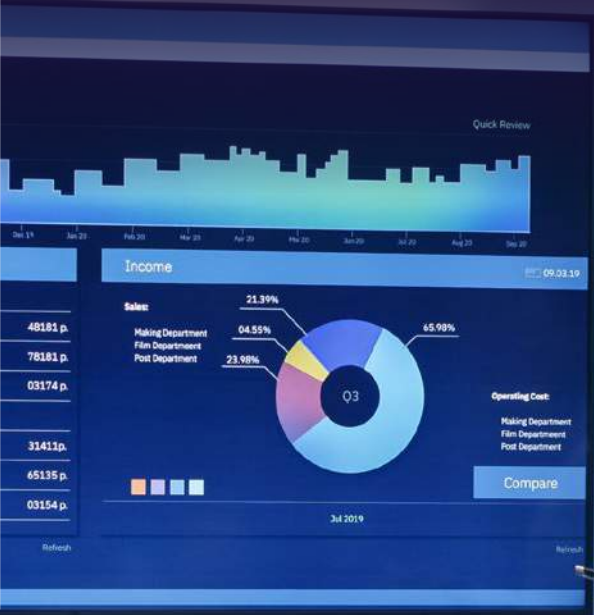 Quick Review
Dec 19 Jan 20 Feb 20 Mar 20 Apr 20 Mai 20 Jun 20 Jul 20 Aug 20 Sep 20
Income
09.03.19
Sales:
Making Department
Film Departmeent
Post Department
21.39%
04.55%
23.98%
65.98%
Q3
Operating Cost:
Making Department
Film Departmeent
Post Department
Compare
Jul 2019
Refresh
48181 p.
78181 p.
03174 p.
31411p.
65135 p.
03154 p.
Refresh